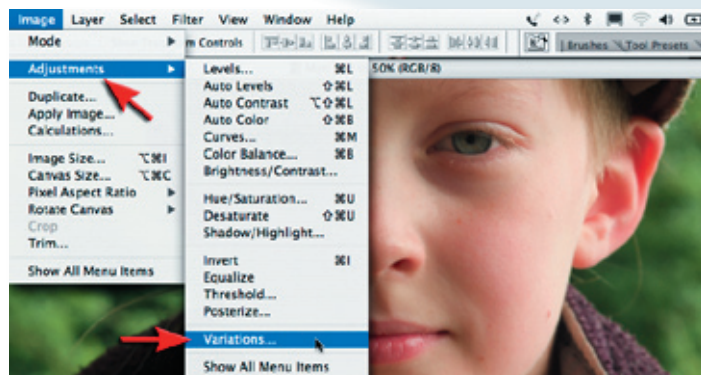 Image Layer Select Filter View Window Help
Mode
m Controls
Brushes Tool Presets
Adjustments
50% (RGB/8)
Duplicate...
Apply Image...
Calculations...
Image Size... ⌥⌘I
Canvas Size... ⌥⌘C
Pixel Aspect Ratio
Rotate Canvas
Crop
Trim...
Show All Menu Items
Levels... ⌘L
Auto Levels ⇧⌘L
Auto Contrast ⌥⇧⌘L
Auto Color ⇧⌘B
Curves... ⌘M
Color Balance... ⌘B
Brightness/Contrast...
Hue/Saturation... ⌘U
Desaturate ⇧⌘U
Shadow/Highlight...
Invert ⌘I
Equalize
Threshold...
Posterize...
Variations...
Show All Menu Items